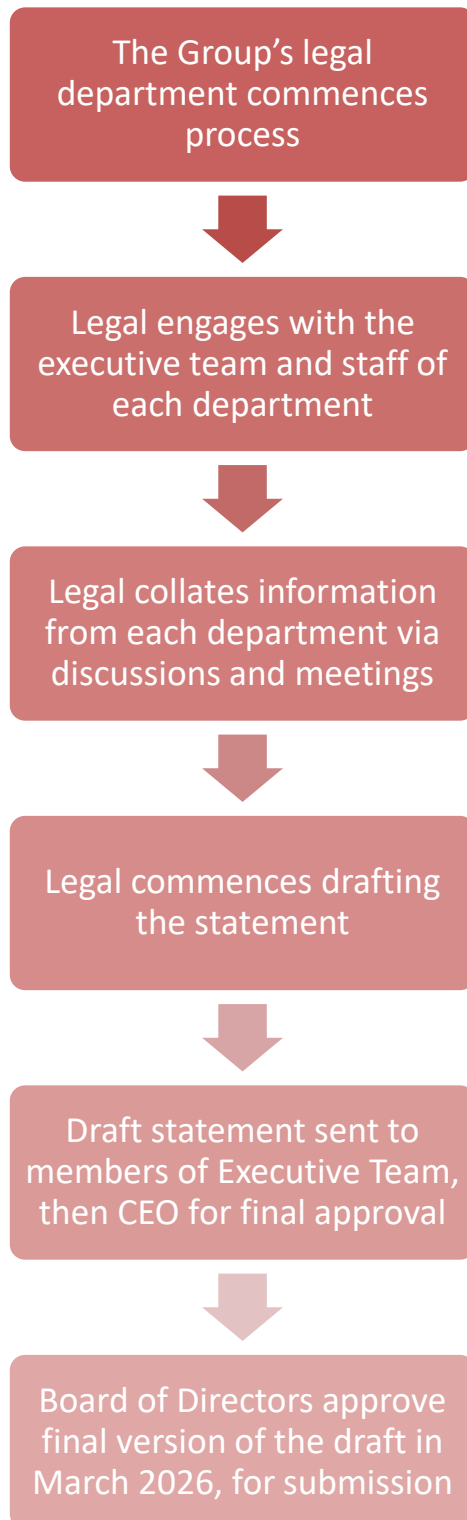 The Group’s legal
department commences
process
Legal engages with the
executive team and staff of
each department
Legal collates information
from each department via
discussions and meetings
Legal commences drafting
the statement
Draft statement sent to
members of Executive Team,
then CEO for final approval
Board of Directors approve
final version of the draft in
March 2026, for submission